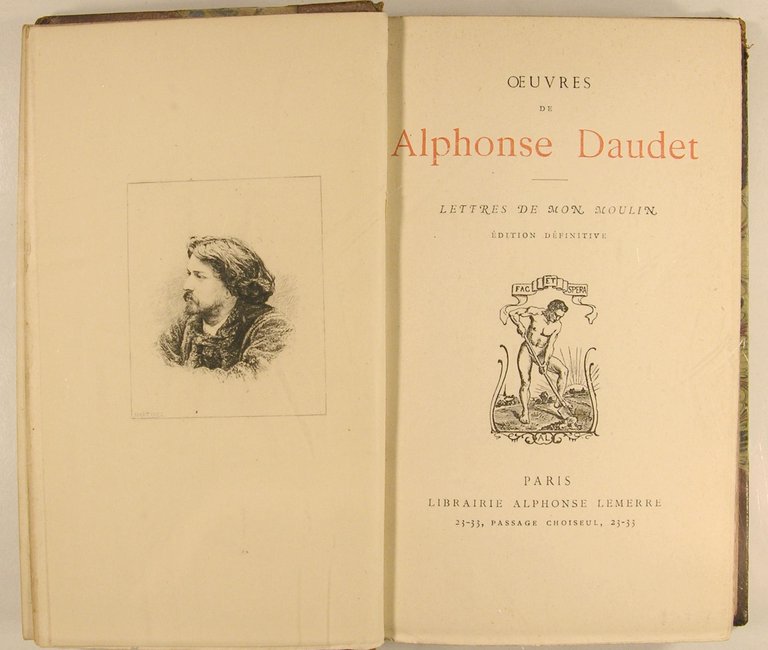 ŒUVRES
DE
Alphonse Daudet
LETTRES DE MON MOULIN
ÉDITION DÉFINITIVE
FAC ET SPERA
AL
PARIS
LIBRAIRIE ALPHONSE LEMERRE
23-33, PASSAGE CHOISEUL, 23-33